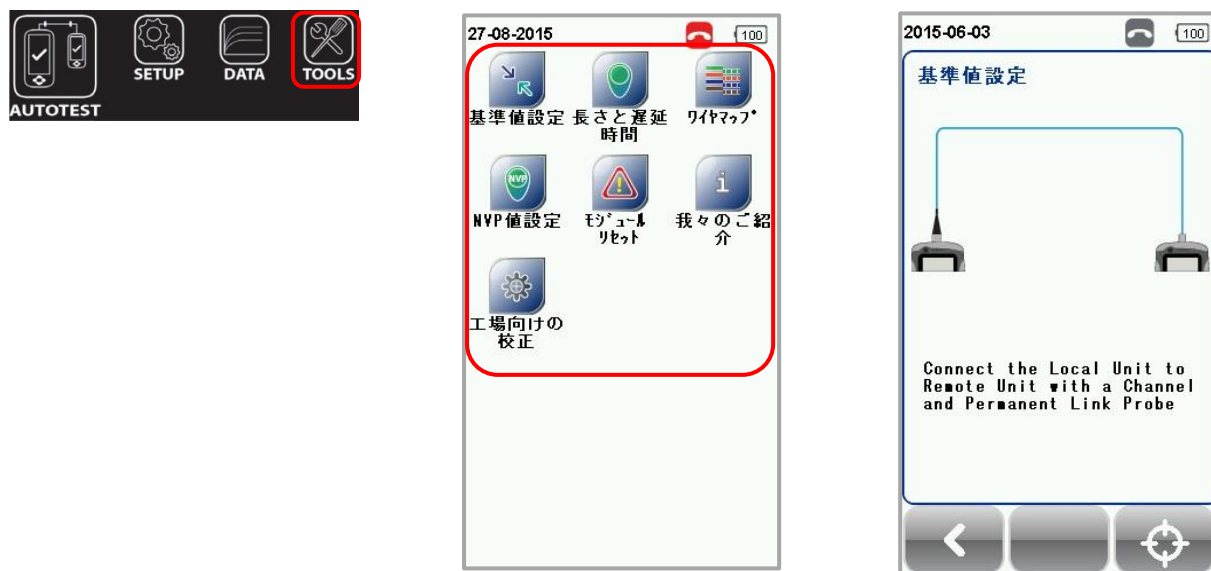 AUTOTEST
SETUP
DATA
TOOLS
27-08-2015
100
基準値設定
長さと遅延
時間
ﾜｲﾔﾏｯﾌﾟ
NVP
NVP値設定
ﾓｼﾞｭｰﾙ
ﾘｾｯﾄ
i
我々のご紹
介
工場向けの
校正
2015-06-03
100
基準値設定
Connect the Local Unit to
Remote Unit with a Channel
and Permanent Link Probe